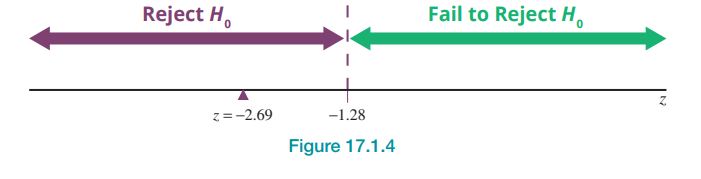 Reject H₀ Fail to Reject H₀
z
z = −2.69 −1.28
Figure 17.1.4